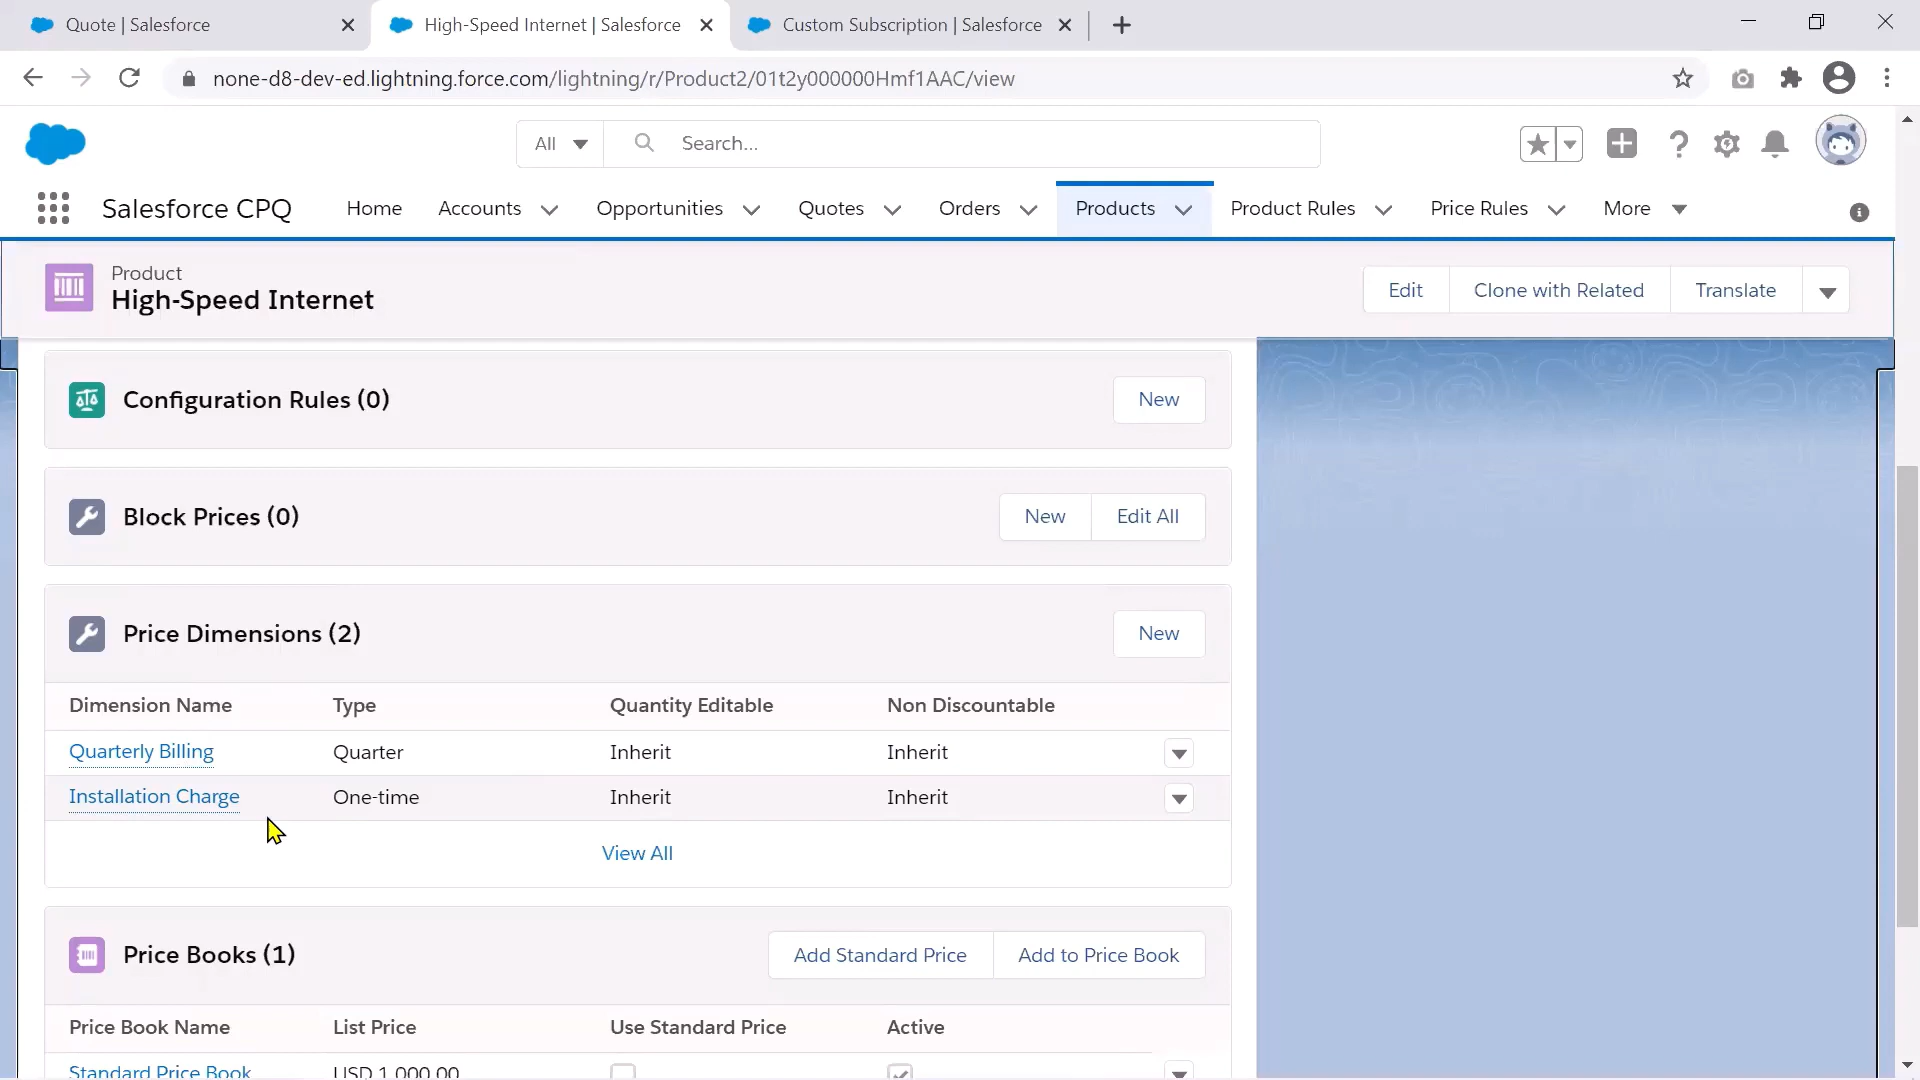 Quote | Salesforce
High-Speed Internet | Salesforce
Custom Subscription | Salesforce
none-d8-dev-ed.lightning.force.com/lightning/r/Product2/01t2y000000Hmf1AAC/view
All
Search...
Salesforce CPQ
Home
Accounts
Opportunities
Quotes
Orders
Products
Product Rules
Price Rules
More
Product
High-Speed Internet
Edit
Clone with Related
Translate
Configuration Rules (0)
New
Block Prices (0)
New
Edit All
Price Dimensions (2)
New
Dimension Name Type Quantity Editable Non Discountable
Quarterly Billing Quarter Inherit Inherit
Installation Charge One-time Inherit Inherit
View All
Price Books (1)
Add Standard Price
Add to Price Book
Price Book Name List Price Use Standard Price Active
Standard Price Book USD 1,000.00